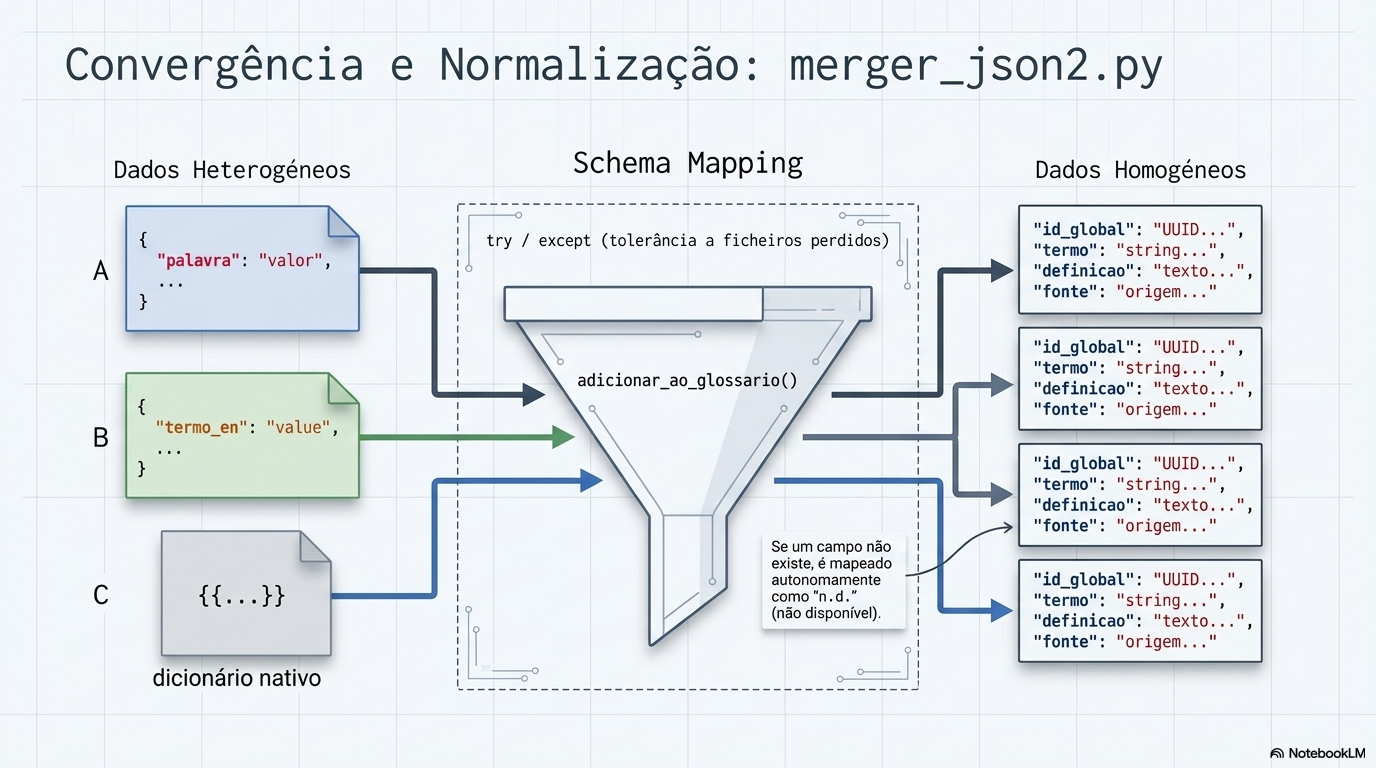 Convergência e Normalização: merger_json2.py
Dados Heterogéneos
A
{
"palavra": "valor",
...
}
B
{
"termo_en": "value",
...
}
C
{{...}}
dicionário nativo
Schema Mapping
try / except (tolerância a ficheiros perdidos)
adicionar_ao_glossario()
Se um campo não
existe, é mapeado
autonomamente
como "n.d."
(não disponível).
Dados Homogéneos
"id_global": "UUID...",
"termo": "string...",
"definicao": "texto...",
"fonte": "origem..."
"id_global": "UUID...",
"termo": "string...",
"definicao": "texto...",
"fonte": "origem..."
"id_global": "UUID...",
"termo": "string...",
"definicao": "texto...",
"fonte": "origem..."
"id_global": "UUID...",
"termo": "string...",
"definicao": "texto...",
"fonte": "origem..."
NotebookLM